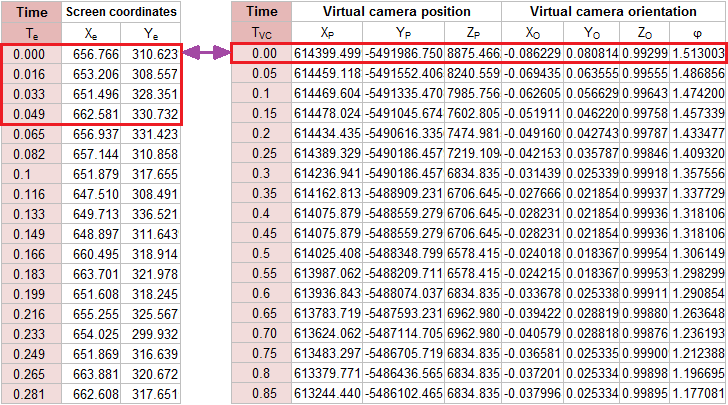 Time Screen coordinates Time Virtual camera position Virtual camera orientation
Te Xe Ye TVC XP YP ZP XO YO ZO φ
0.000 656.766 310.623 0.00 614399.499 -5491986.750 8875.466 -0.086229 0.080814 0.99299 1.513003
0.016 653.206 308.557 0.05 614459.118 -5491552.406 8240.559 -0.069435 0.063555 0.99555 1.486856
0.033 651.496 328.351 0.1 614469.604 -5491335.470 7985.756 -0.062605 0.056629 0.99643 1.474200
0.049 662.581 330.732 0.15 614478.024 -5491045.674 7602.805 -0.051911 0.046220 0.99758 1.457339
0.065 656.937 331.423 0.2 614434.435 -5490616.335 7474.981 -0.049160 0.042743 0.99787 1.433477
0.082 657.144 310.858 0.25 614389.329 -5490186.457 7219.109 -0.042153 0.035787 0.99846 1.409320
0.1 651.879 317.655 0.3 614236.941 -5490186.457 6834.835 -0.031439 0.025339 0.99918 1.357556
0.116 647.510 308.491 0.35 614162.813 -5488909.231 6706.645 -0.027666 0.021854 0.99937 1.337729
0.133 649.713 336.521 0.4 614075.879 -5488559.279 6706.645 -0.028231 0.021854 0.99936 1.318106
0.149 648.897 311.643 0.45 614075.879 -5488559.279 6706.645 -0.028231 0.021854 0.99936 1.318106
0.166 660.495 318.914 0.5 614025.408 -5488348.799 6578.415 -0.024018 0.018367 0.99954 1.306149
0.183 663.701 321.978 0.55 613987.062 -5488209.711 6578.415 -0.024215 0.018367 0.99953 1.298299
0.199 651.608 318.245 0.60 613936.843 -5488074.037 6834.835 -0.033678 0.025338 0.99911 1.290854
0.216 655.255 325.567 0.65 613783.719 -5487593.231 6962.980 -0.039422 0.028819 0.99880 1.263648
0.233 654.025 299.932 0.70 613624.062 -5487114.705 6962.980 -0.040579 0.028818 0.99876 1.236193
0.249 651.869 316.639 0.75 613483.297 -5486705.719 6834.835 -0.036581 0.025335 0.99900 1.212388
0.265 663.881 320.672 0.8 613379.771 -5486436.565 6834.835 -0.037201 0.025334 0.99898 1.196695
0.281 662.608 317.651 0.85 613244.440 -5486102.465 6834.835 -0.037996 0.025334 0.99895 1.177081